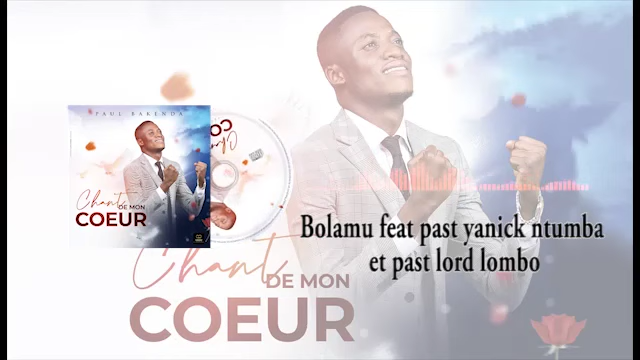 PAUL BAKENDA
Chant
DE MON
COEUR
Bolamu feat past yanick ntumba
et past lord lombo
Chant
DE MON
COEUR